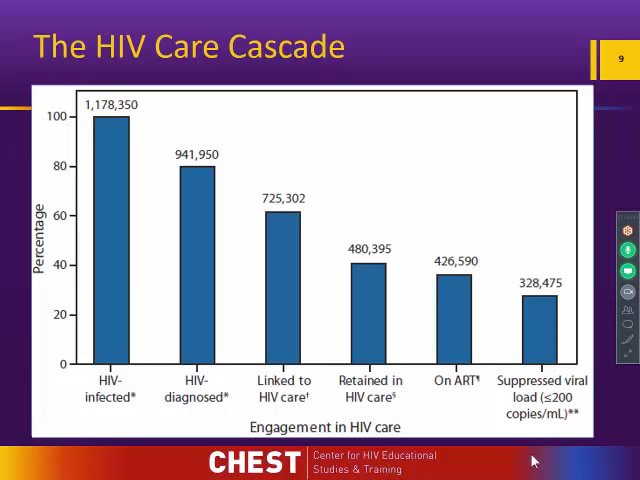 The HIV Care Cascade
9
1,178,350
941,950
725,302
480,395
426,590
328,475
100
80
60
40
20
0
Percentage
HIV-
infected*
HIV-
diagnosed*
Linked to
HIV care†
Retained in
HIV care§
On ART¶
Suppressed viral
load (≤200
copies/mL)**
Engagement in HIV care
CHEST
Center for HIV Educational
Studies & Training